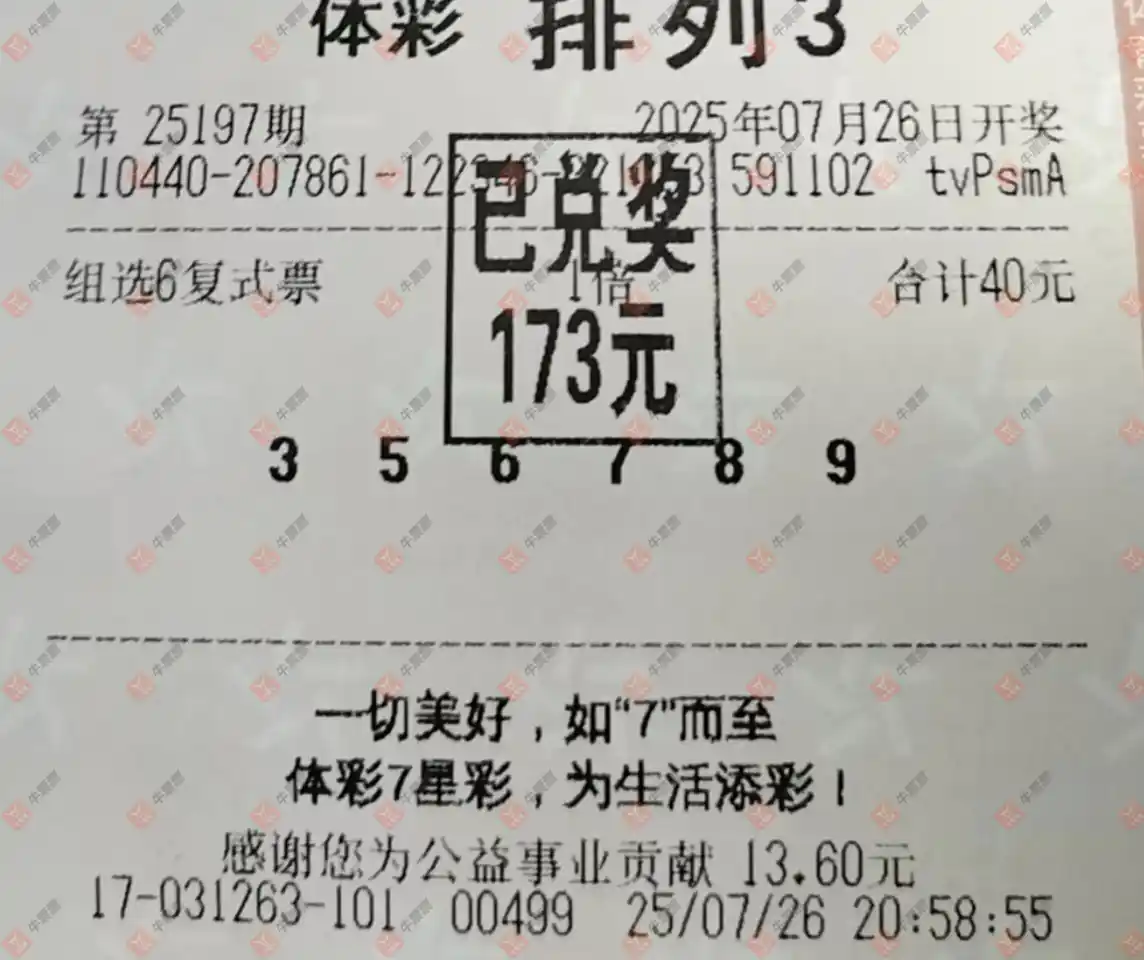 体彩 排列3
第 25197期 2025年07月26日开奖
110440-207861-122346- 591102 tvPsmA
已兑奖
组选6复式票 1倍 合计40元
173元
3 5 6 7 8 9
一切美好，如“7”而至
体彩7星彩，为生活添彩！
感谢您为公益事业贡献 13.60元
17-031263-101 00499 25/07/26 20:58:55
牛票票